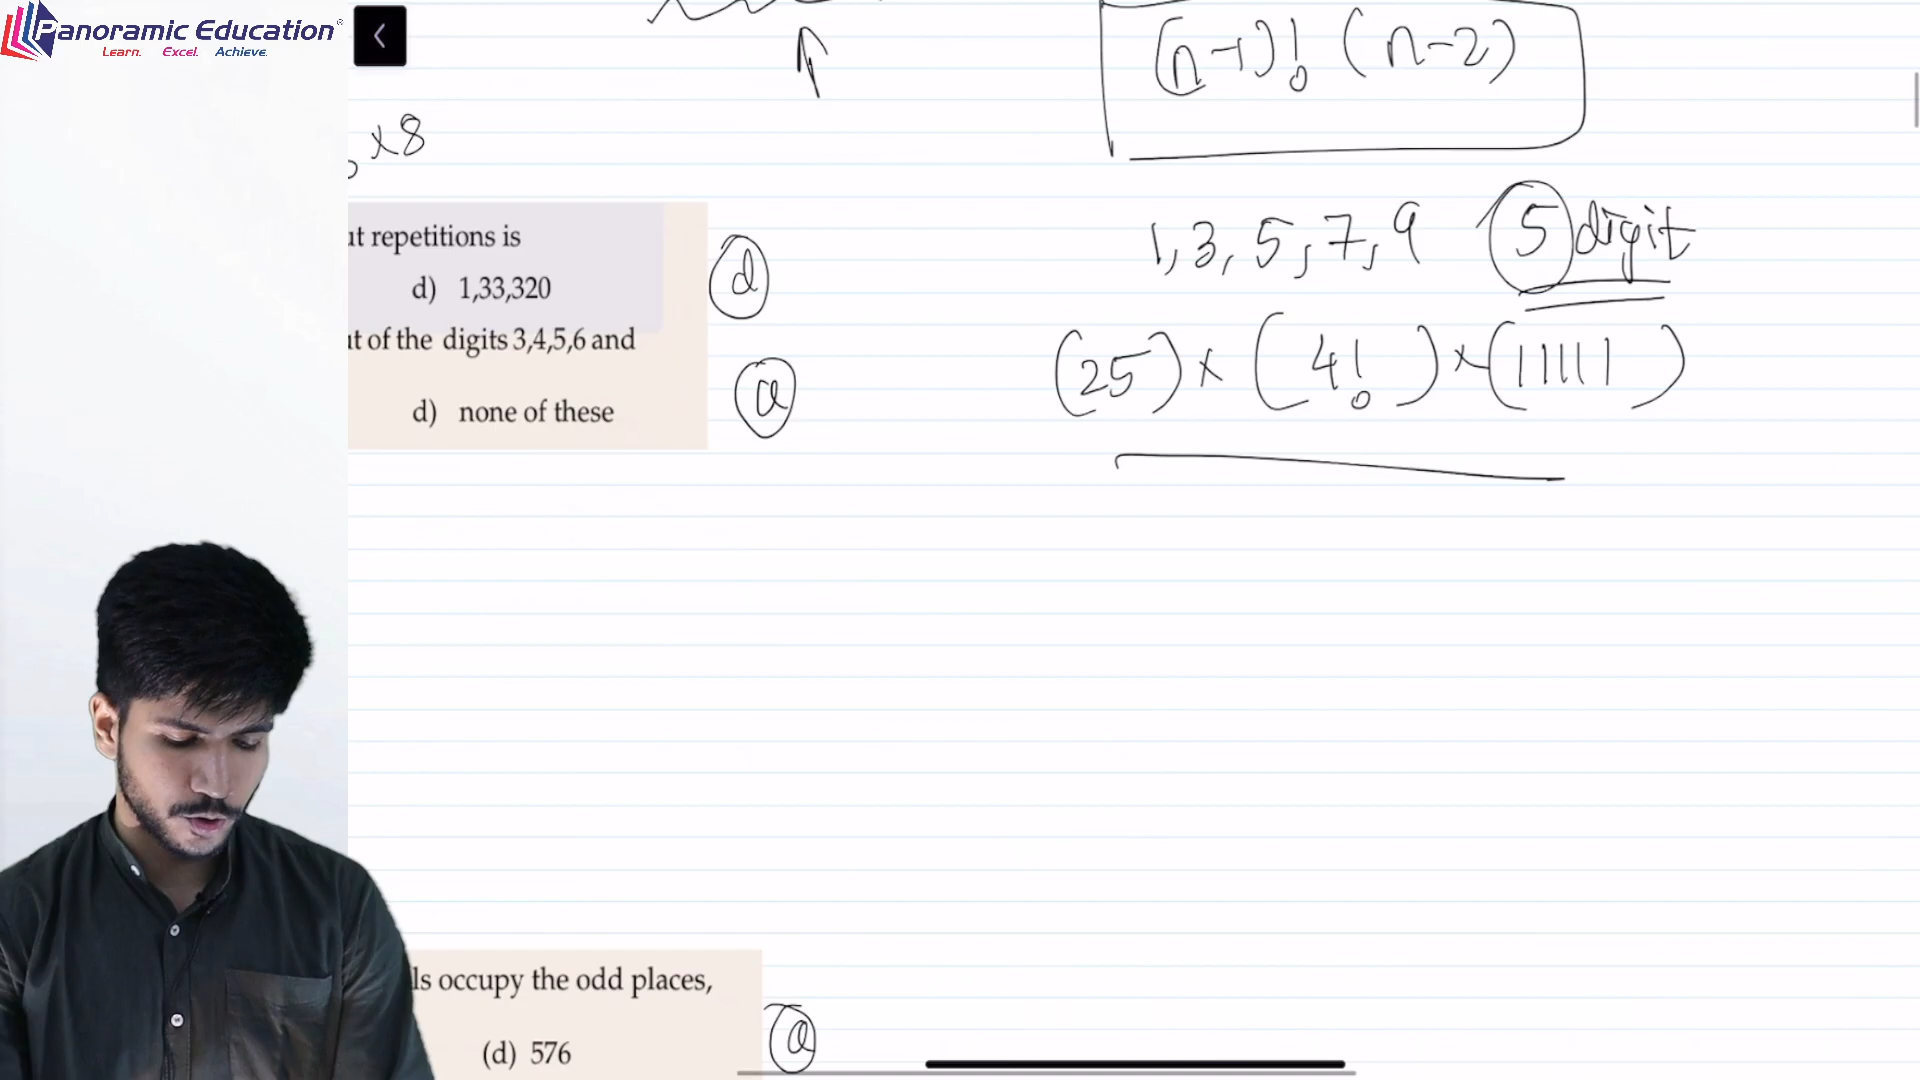 Panoramic Education®
Learn. Excel. Achieve.
(n-1)! (n-2)
×8
ut repetitions is
d) 1,33,320
d
1, 3, 5, 7, 9 5 digit
ut of the digits 3,4,5,6 and
a
d) none of these
(25) × (4!) × (11111)
ls occupy the odd places,
(d) 576
a